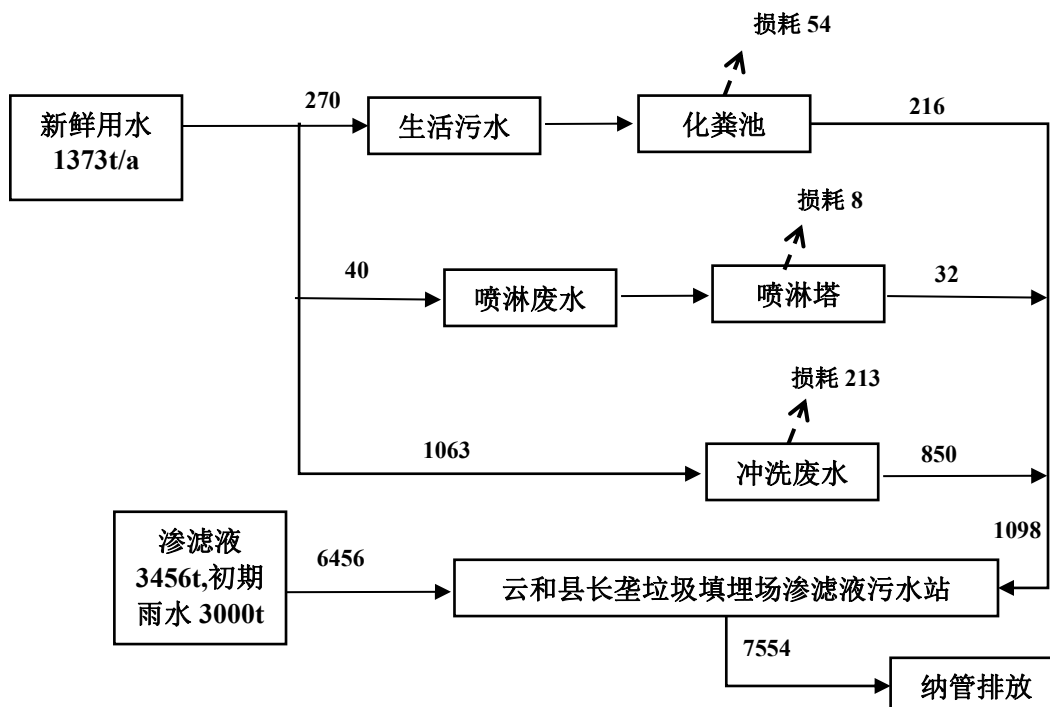 损耗 54
新鲜用水
1373t/a
270
生活污水
化粪池
216
损耗 8
40
喷淋废水
喷淋塔
32
损耗 213
1063
冲洗废水
850
渗滤液
3456t,初期
雨水 3000t
6456
云和县长垄垃圾填埋场渗滤液污水站
1098
7554
纳管排放